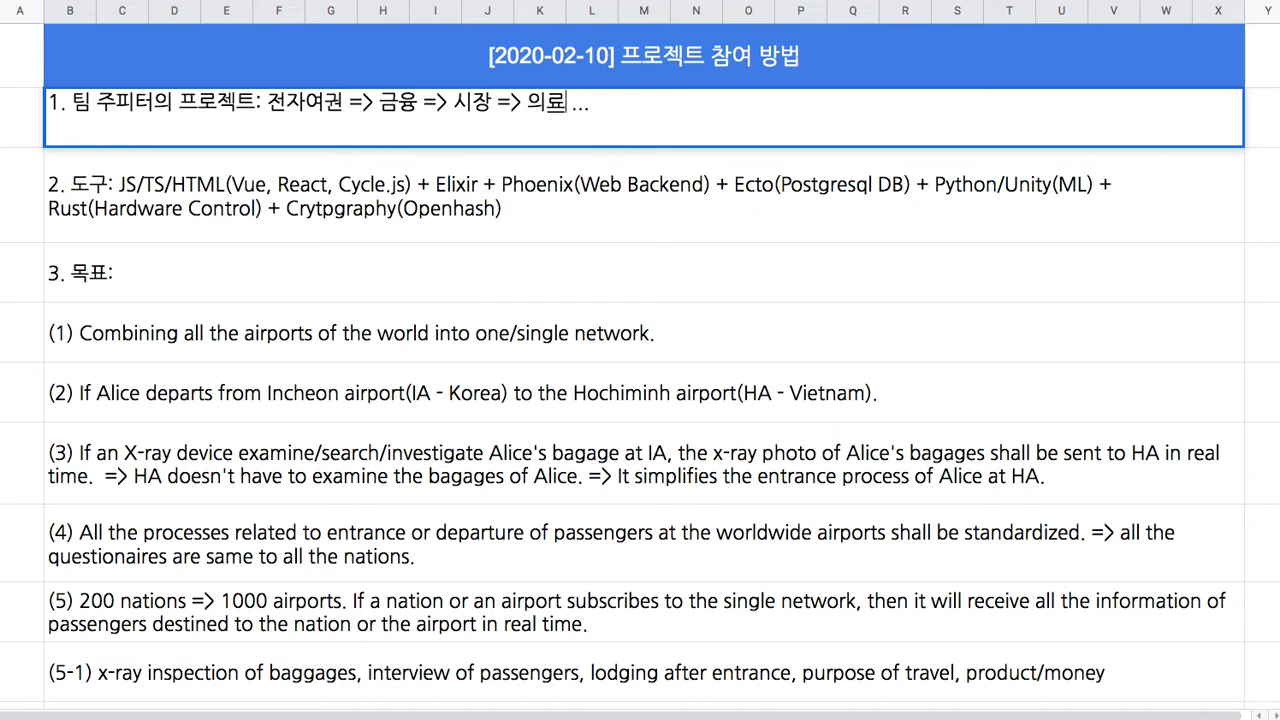 A B C D E F G H I J K L M N O P Q R S T U V W X Y
[2020-02-10] 프로젝트 참여 방법
1. 팀 주피터의 프로젝트: 전자여권 => 금융 => 시장 => 의료 ...
2. 도구: JS/TS/HTML(Vue, React, Cycle.js) + Elixir + Phoenix(Web Backend) + Ecto(Postgresql DB) + Python/Unity(ML) +
Rust(Hardware Control) + Crytpgraphy(Openhash)
3. 목표:
(1) Combining all the airports of the world into one/single network.
(2) If Alice departs from Incheon airport(IA - Korea) to the Hochiminh airport(HA - Vietnam).
(3) If an X-ray device examine/search/investigate Alice's bagage at IA, the x-ray photo of Alice's bagages shall be sent to HA in real
time.  => HA doesn't have to examine the bagages of Alice. => It simplifies the entrance process of Alice at HA.
(4) All the processes related to entrance or departure of passengers at the worldwide airports shall be standardized. => all the
questionaires are same to all the nations.
(5) 200 nations => 1000 airports. If a nation or an airport subscribes to the single network, then it will receive all the information of
passengers destined to the nation or the airport in real time.
(5-1) x-ray inspection of baggages, interview of passengers, lodging after entrance, purpose of travel, product/money